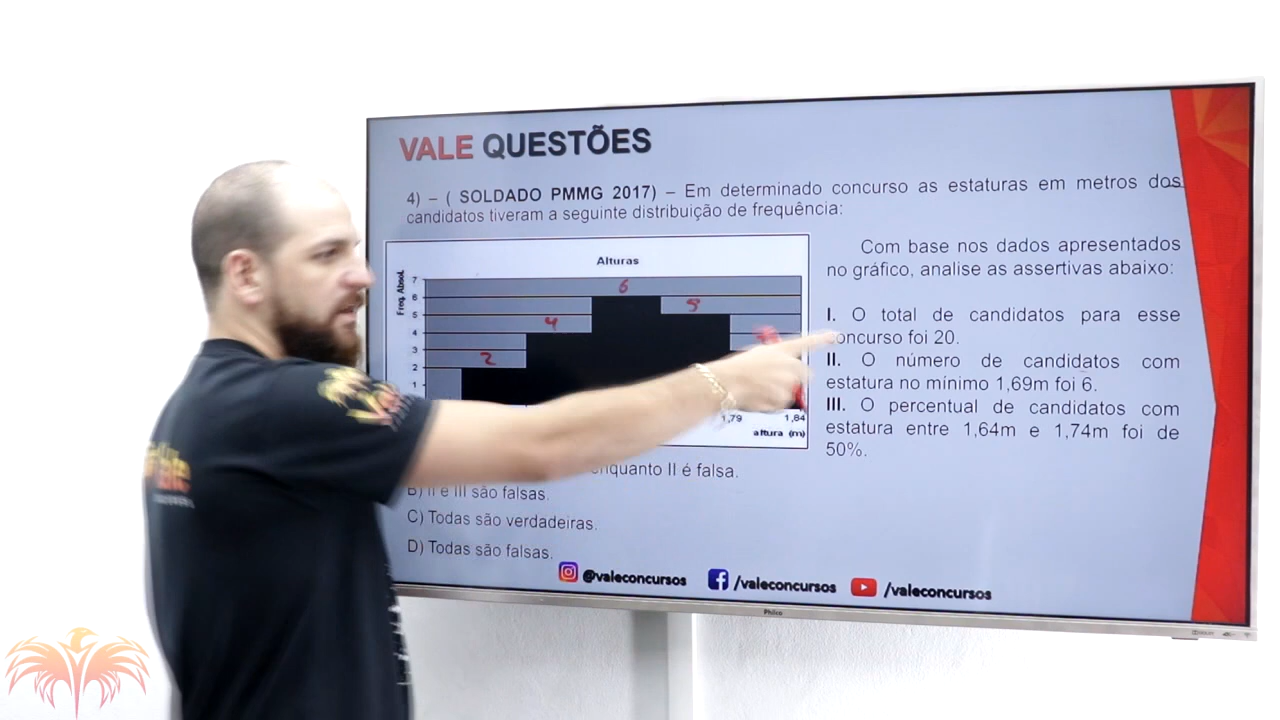 VALE QUESTÕES
4) – ( SOLDADO PMMG 2017) – Em determinado concurso as estaturas em metros dos
candidatos tiveram a seguinte distribuição de frequência:
Alturas
Freq. Absol.
7
6
5
4
3
2
1
6
5
4
2
1,79
1,84
altura (m)
Com base nos dados apresentados
no gráfico, analise as assertivas abaixo:
I. O total de candidatos para esse
concurso foi 20.
II. O número de candidatos com
estatura no mínimo 1,69m foi 6.
III. O percentual de candidatos com
estatura entre 1,64m e 1,74m foi de
50%.
enquanto II é falsa.
B) II e III são falsas.
C) Todas são verdadeiras.
D) Todas são falsas.
@valeconcursos
/valeconcursos
/valeconcursos
Philco